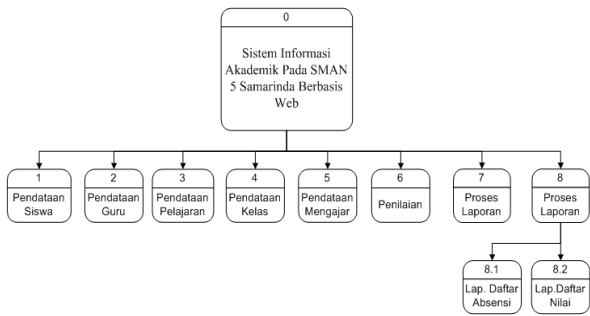 0
Sistem Informasi
Akademik Pada SMAN
5 Samarinda Berbasis
Web
1
Pendataan
Siswa
2
Pendataan
Guru
3
Pendataan
Pelajaran
4
Pendataan
Kelas
5
Pendataan
Mengajar
6
Penilaian
7
Proses
Laporan
8
Proses
Laporan
8.1
Lap. Daftar
Absensi
8.2
Lap.Daftar
Nilai